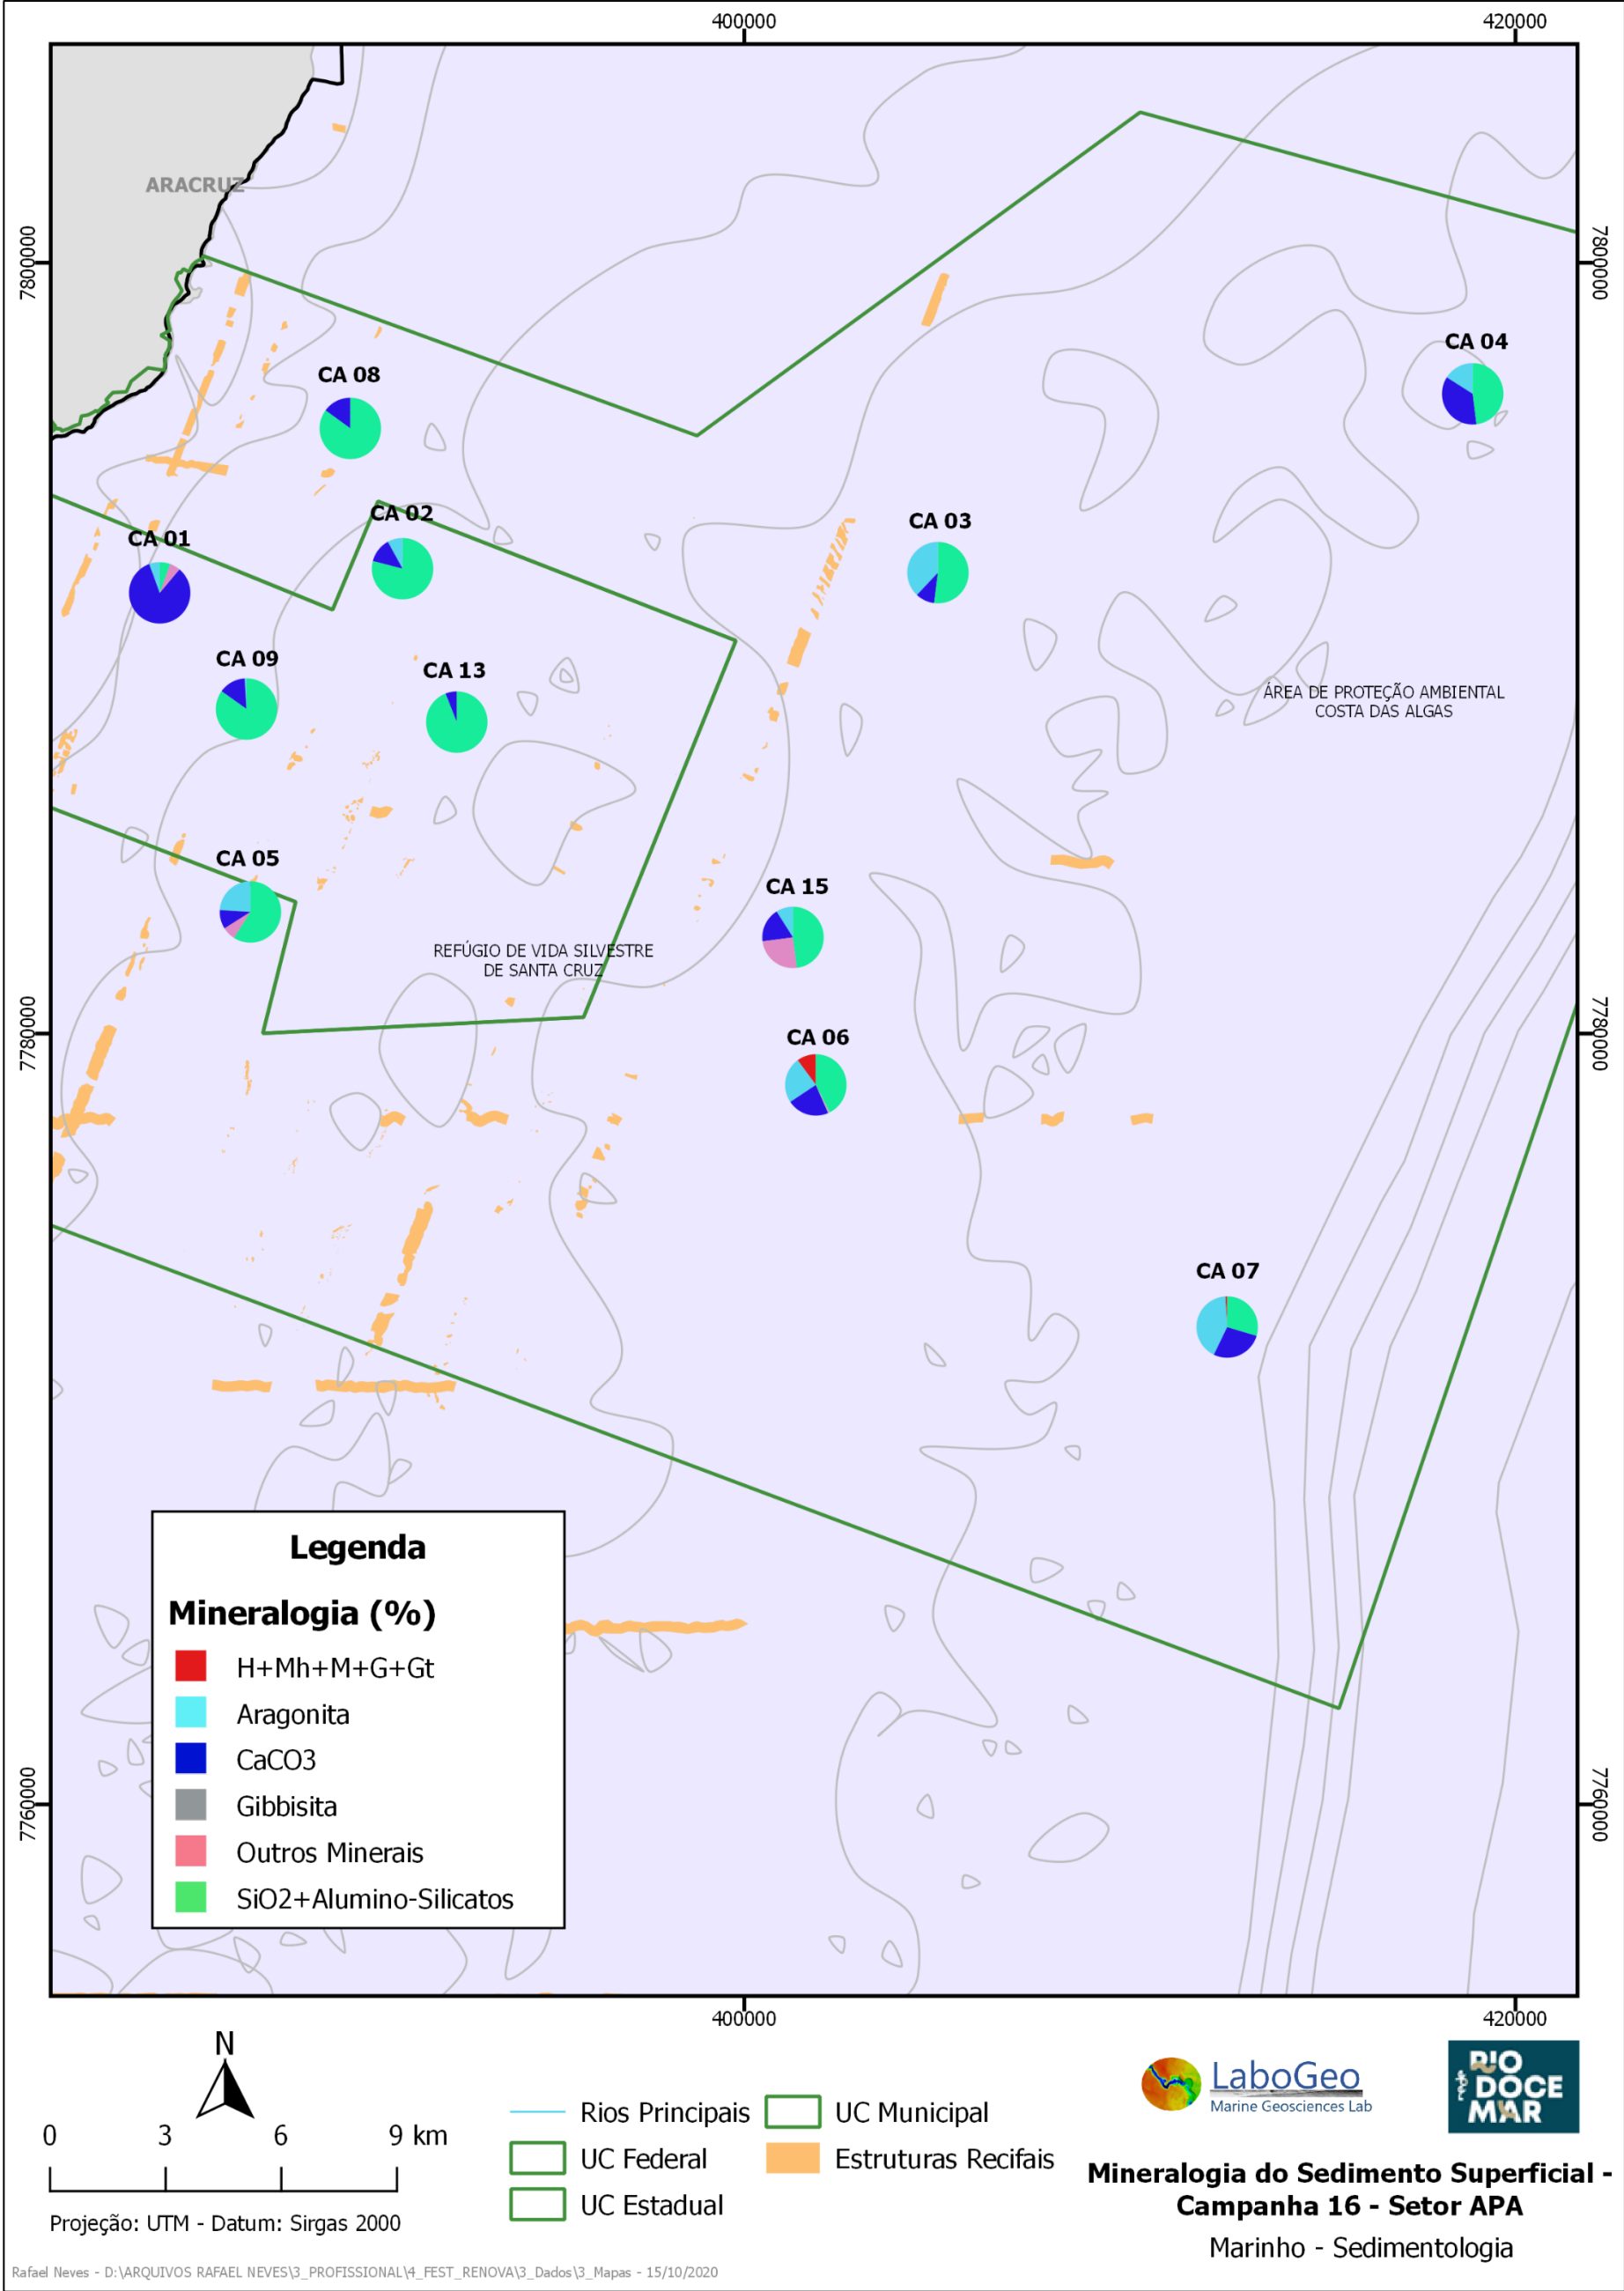 400000
420000
ARACRUZ
7800000
7800000
CA 04
CA 08
CA 02
CA 03
CA 01
CA 09
CA 13
ÁREA DE PROTEÇÃO AMBIENTAL
COSTA DAS ALGAS
CA 05
CA 15
REFÚGIO DE VIDA SILVESTRE
DE SANTA CRUZ
7780000
7780000
CA 06
CA 07
Legenda
Mineralogia (%)
H+Mh+M+G+Gt
Aragonita
CaCO3
Gibbisita
Outros Minerais
SiO2+Alumino-Silicatos
7760000
7760000
400000
420000
N
0 3 6 9 km
Projeção: UTM - Datum: Sirgas 2000
Rios Principais
UC Federal
UC Estadual
UC Municipal
Estruturas Recifais
LaboGeo
Marine Geosciences Lab
rede
RIO
DOCE
MAR
Mineralogia do Sedimento Superficial -
Campanha 16 - Setor APA
Marinho - Sedimentologia
Rafael Neves - D:\ARQUIVOS RAFAEL NEVES\3_PROFISSIONAL\4_FEST_RENOVA\3_Dados\3_Mapas - 15/10/2020